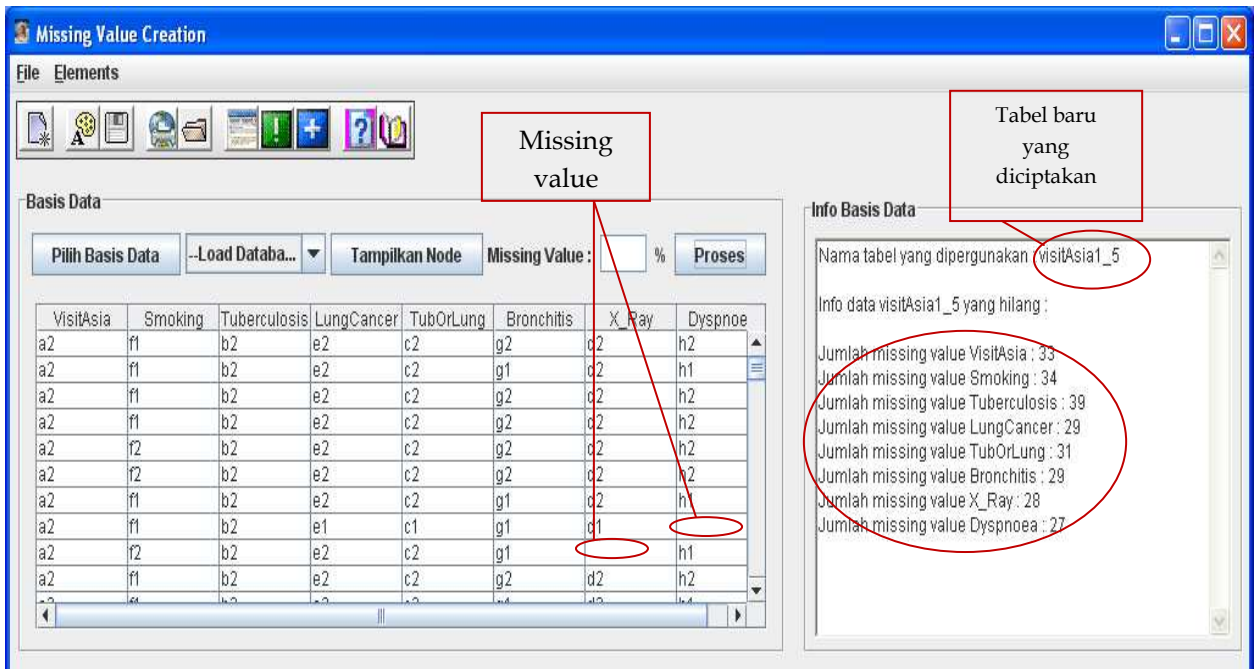 Missing Value Creation
File Elements
Missing
value
Tabel baru
yang
diciptakan
Basis Data
Pilih Basis Data --Load Databa... Tampilkan Node Missing Value : % Proses
VisitAsia Smoking Tuberculosis LungCancer TubOrLung Bronchitis X_Ray Dyspnoe
a2 f1 b2 e2 c2 g2 d2 h2
a2 f1 b2 e2 c2 g1 d2 h1
a2 f1 b2 e2 c2 g2 d2 h2
a2 f1 b2 e2 c2 g2 d2 h2
a2 f2 b2 e2 c2 g2 d2 h2
a2 f2 b2 e2 c2 g2 d2 h2
a2 f1 b2 e2 c2 g1 d2 h1
a2 f1 b2 e1 c1 g1 d1
a2 f2 b2 e2 c2 g1 h1
a2 f1 b2 e2 c2 g2 d2 h2
Info Basis Data
Nama tabel yang dipergunakan : visitAsia1_5
Info data visitAsia1_5 yang hilang :
Jumlah missing value VisitAsia : 33
Jumlah missing value Smoking : 34
Jumlah missing value Tuberculosis : 39
Jumlah missing value LungCancer : 29
Jumlah missing value TubOrLung : 31
Jumlah missing value Bronchitis : 29
Jumlah missing value X_Ray : 28
Jumlah missing value Dyspnoea : 27